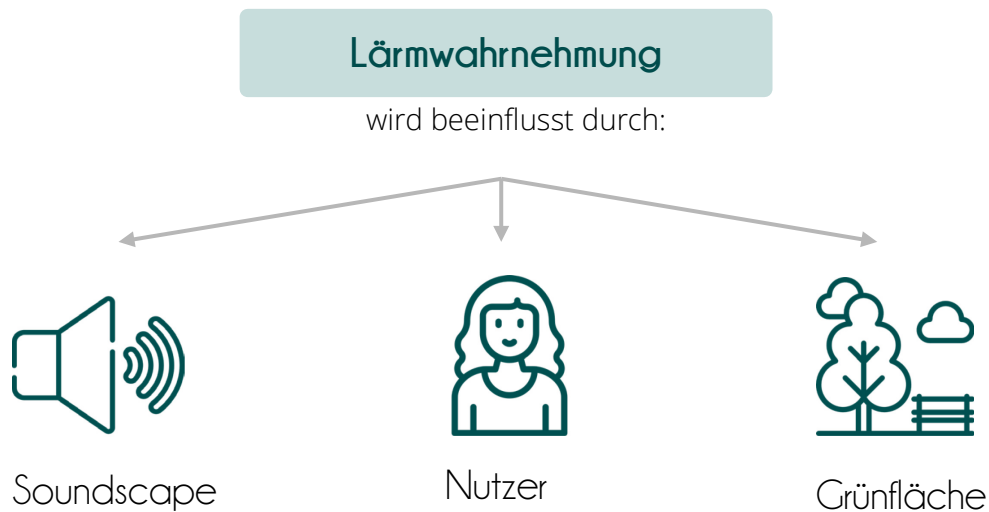 Lärmwahrnehmung
wird beeinflusst durch:
Soundscape
Nutzer
Grünfläche